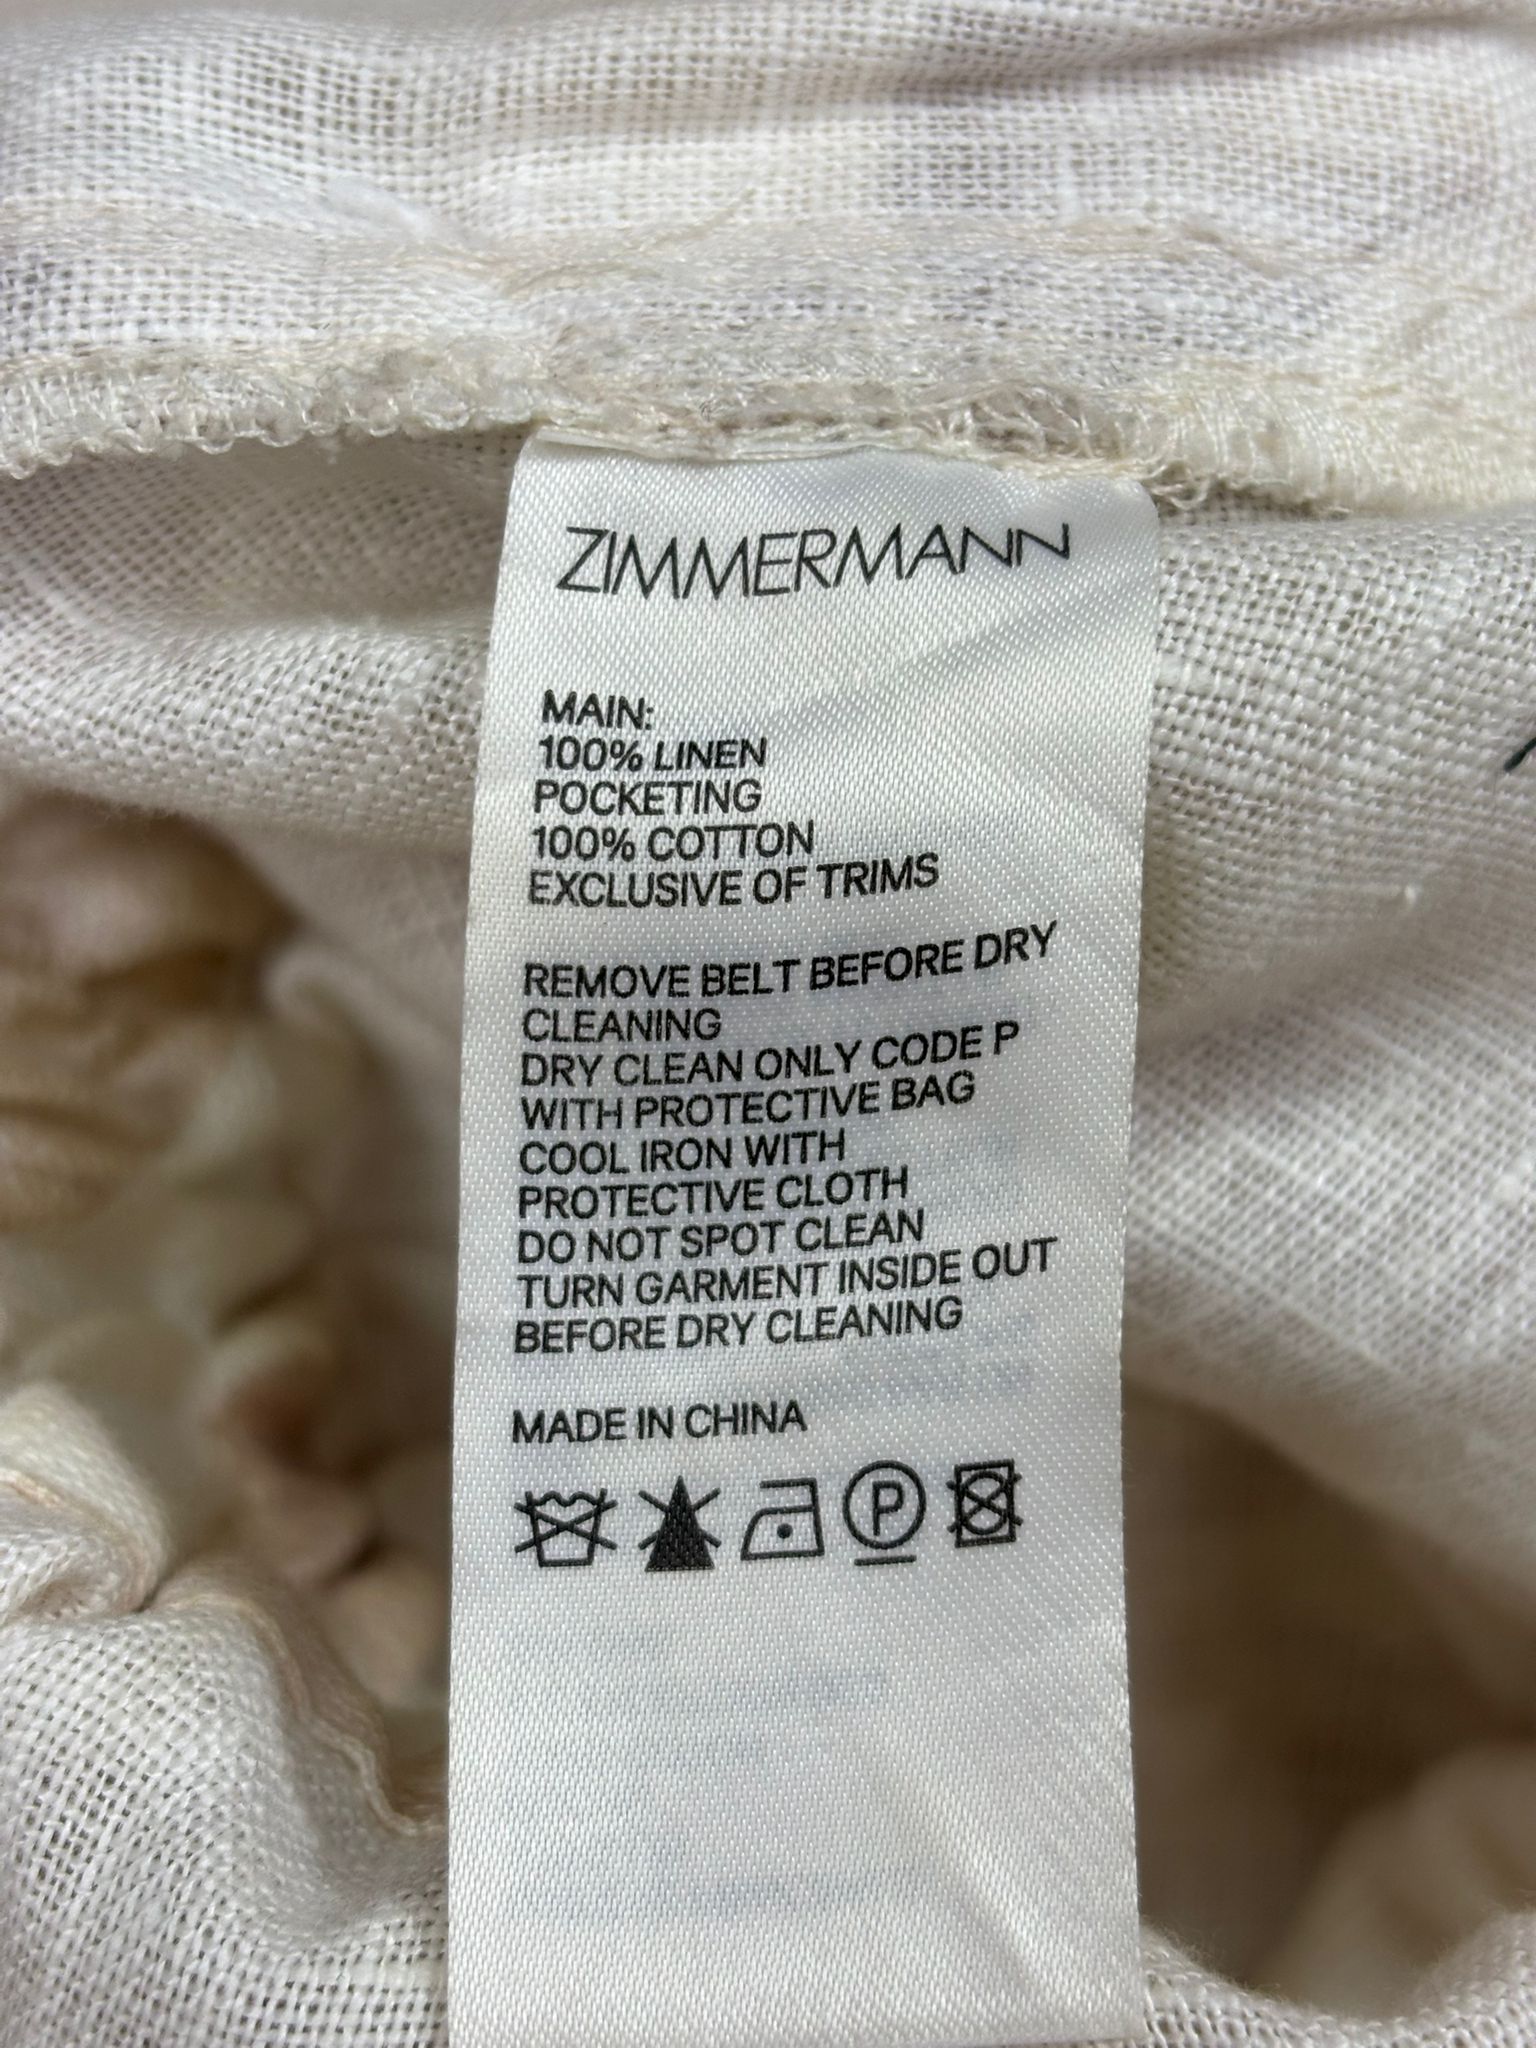 ZIMMERMANN
MAIN:
100% LINEN
POCKETING
100% COTTON
EXCLUSIVE OF TRIMS
REMOVE BELT BEFORE DRY
CLEANING
DRY CLEAN ONLY CODE P
WITH PROTECTIVE BAG
COOL IRON WITH
PROTECTIVE CLOTH
DO NOT SPOT CLEAN
TURN GARMENT INSIDE OUT
BEFORE DRY CLEANING
MADE IN CHINA
P